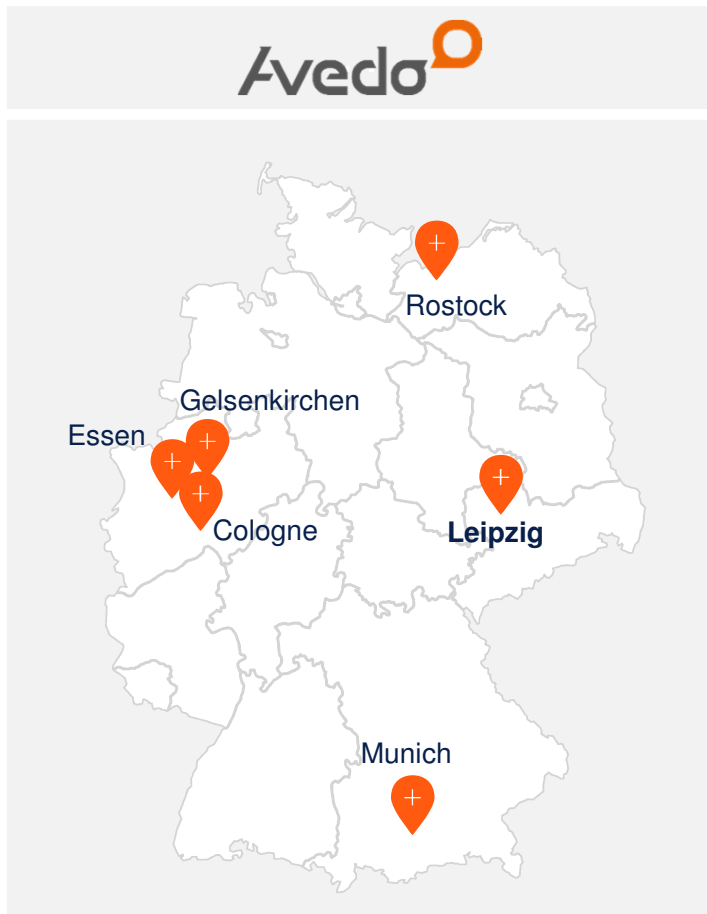 Avedo
Rostock
Gelsenkirchen
Essen
Cologne
Leipzig
Munich